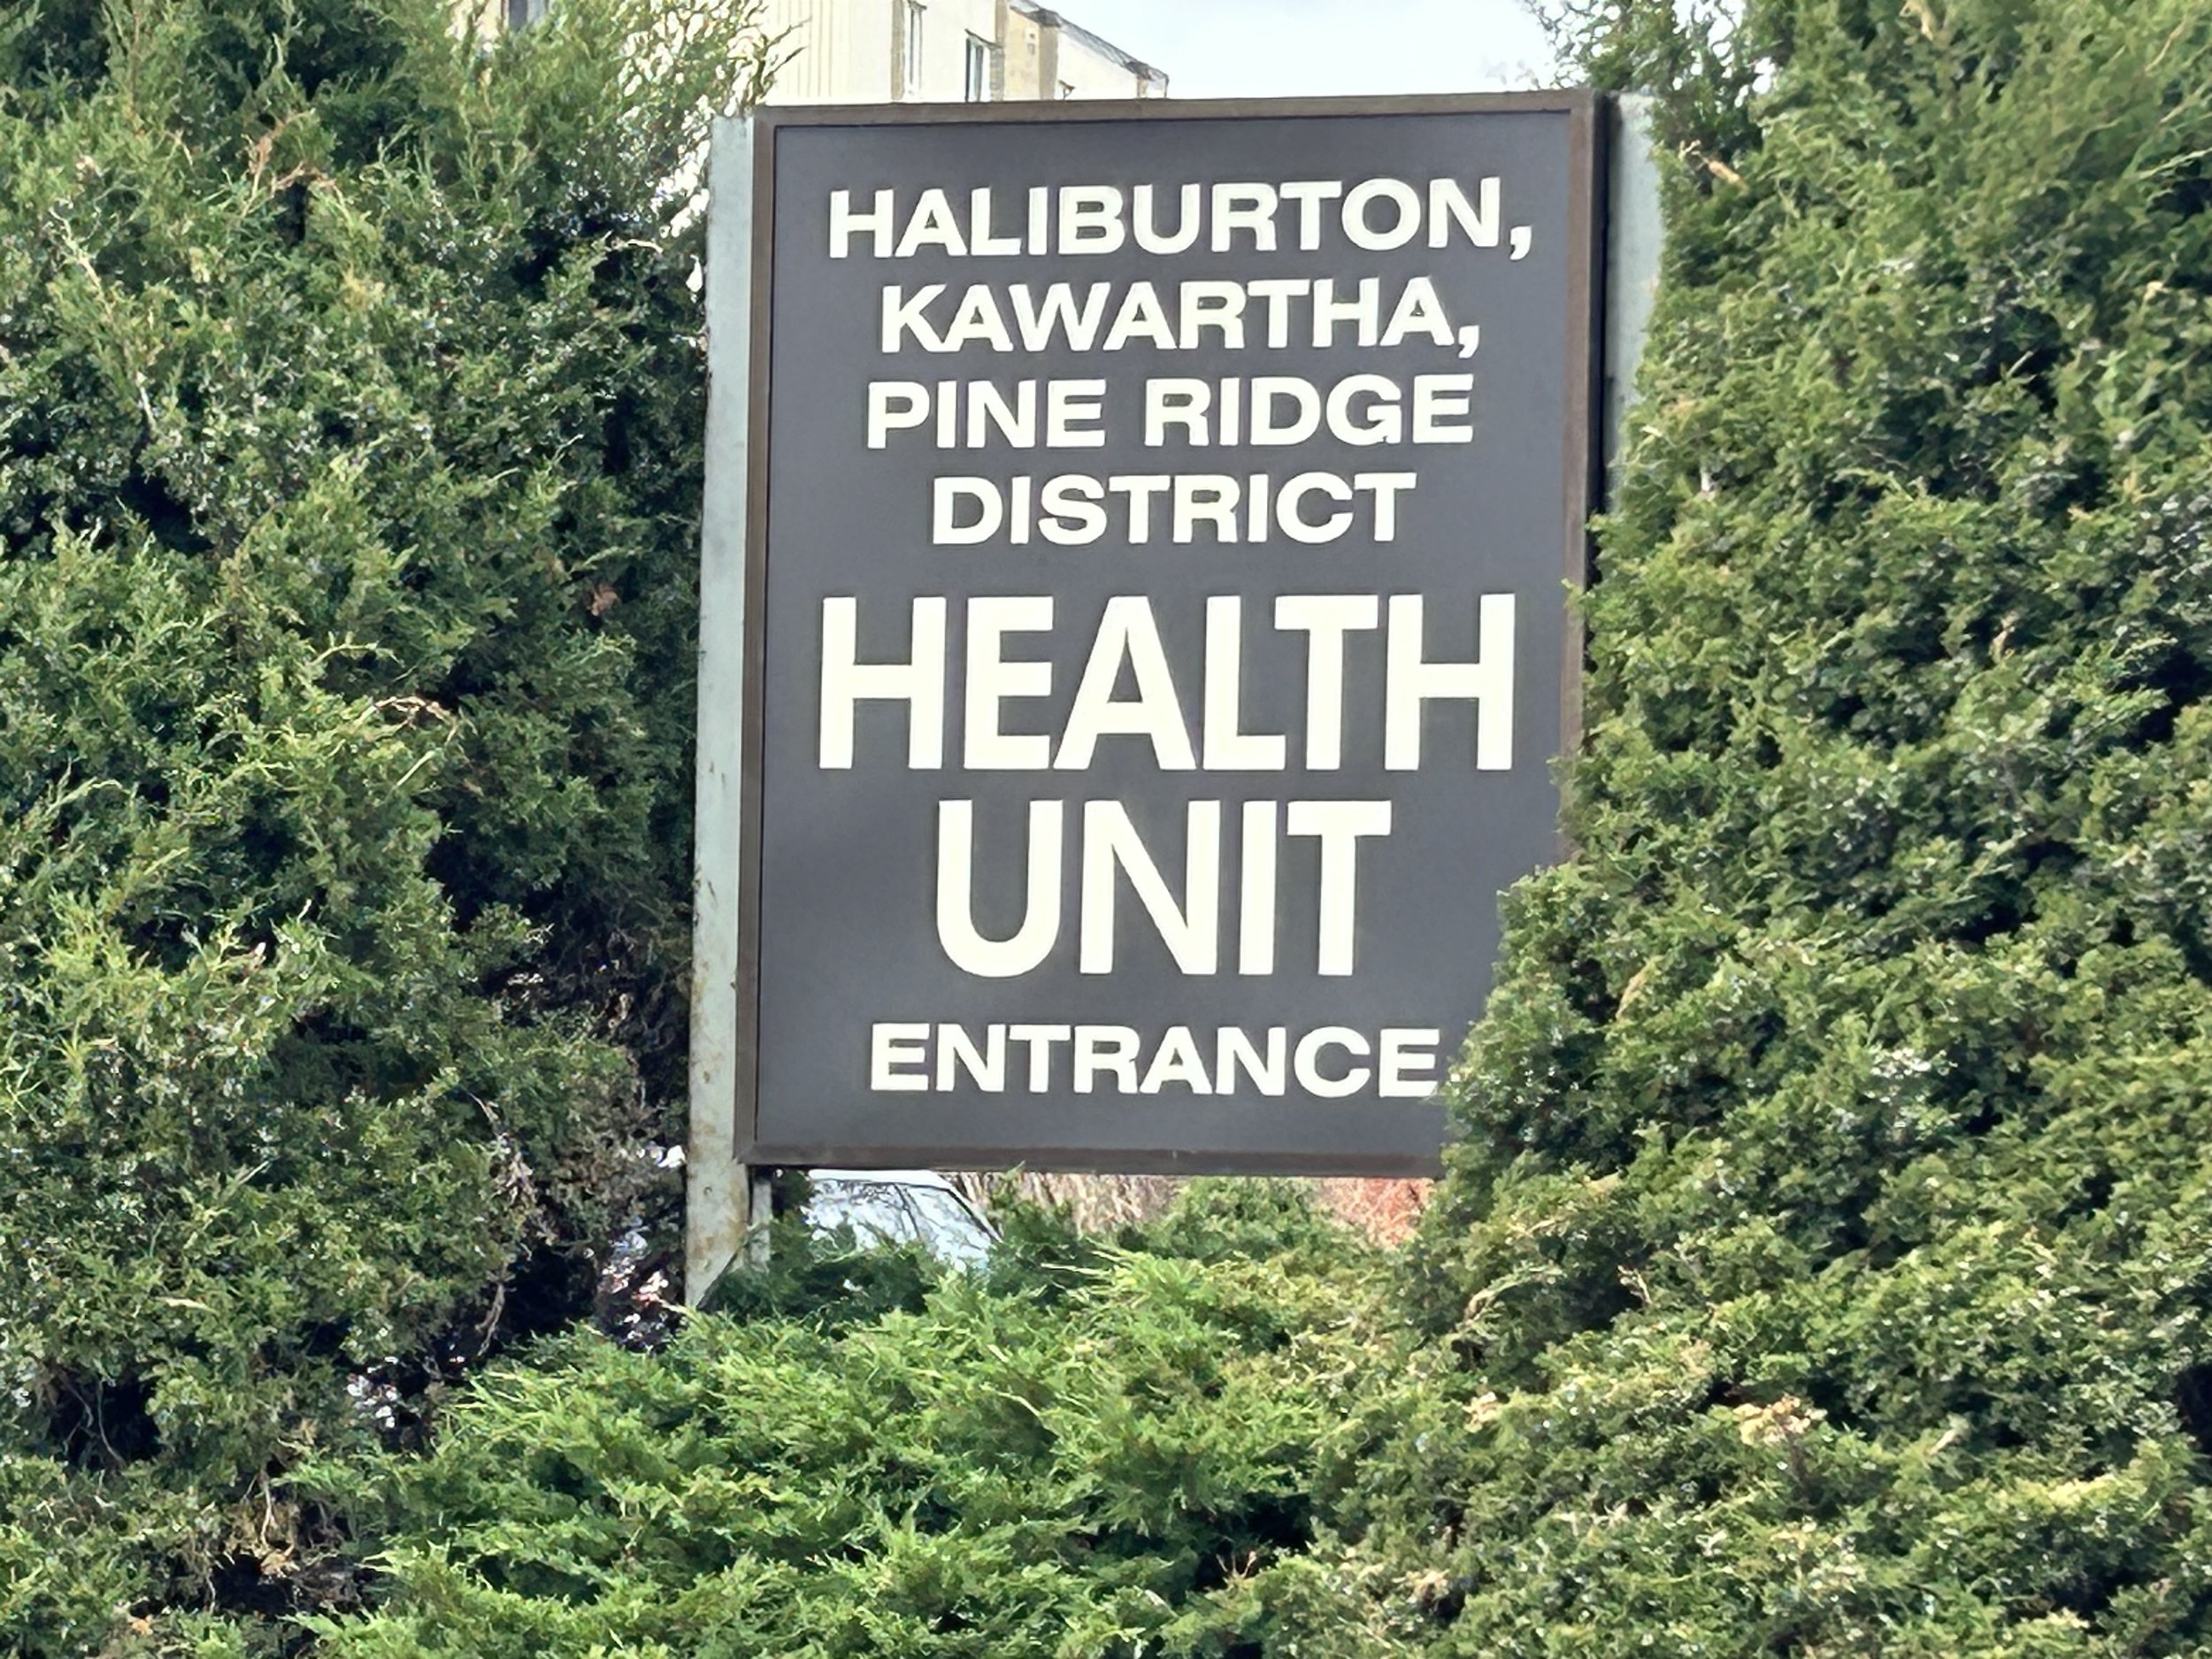 HALIBURTON,
KAWARTHA,
PINE RIDGE
DISTRICT
HEALTH
UNIT
ENTRANCE